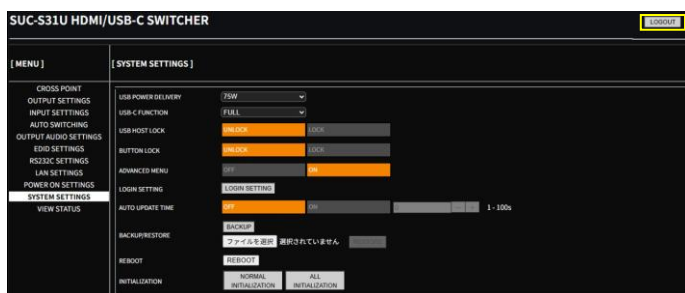 SUC-S31U HDMI/USB-C SWITCHER
LOGOUT
[ MENU ]
[ SYSTEM SETTINGS ]
CROSS POINT
OUTPUT SETTINGS
INPUT SETTTINGS
AUTO SWITCHING
OUTPUT AUDIO SETTINGS
EDID SETTINGS
RS232C SETTINGS
LAN SETTINGS
POWER ON SETTINGS
SYSTEM SETTINGS
VIEW STATUS
USB POWER DELIVERY 75W
USB-C FUNCTION FULL
USB HOST LOCK UNLOCK LOCK
BUTTON LOCK UNLOCK LOCK
ADVANCED MENU OFF ON
LOGIN SETTING LOGIN SETTING
AUTO UPDATE TIME OFF ON - + 1 - 100s
BACKUP/RESTORE BACKUP
ファイルを選択 選択されていません
REBOOT REBOOT
INITIALIZATION NORMAL INITIALIZATION ALL INITIALIZATION